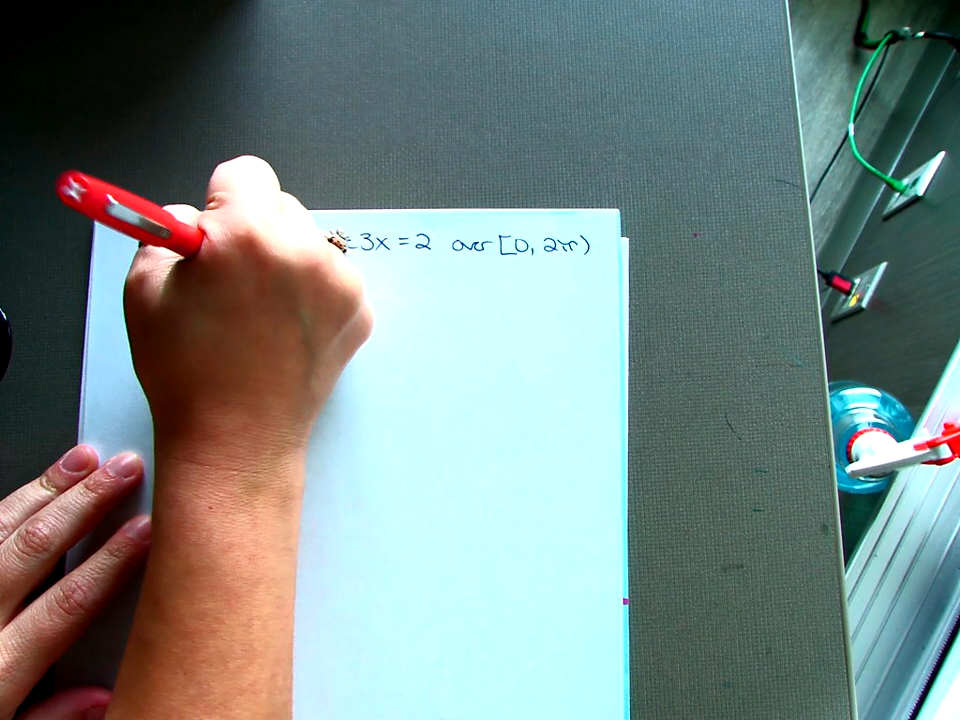 3x = 2 over [0, 2π)